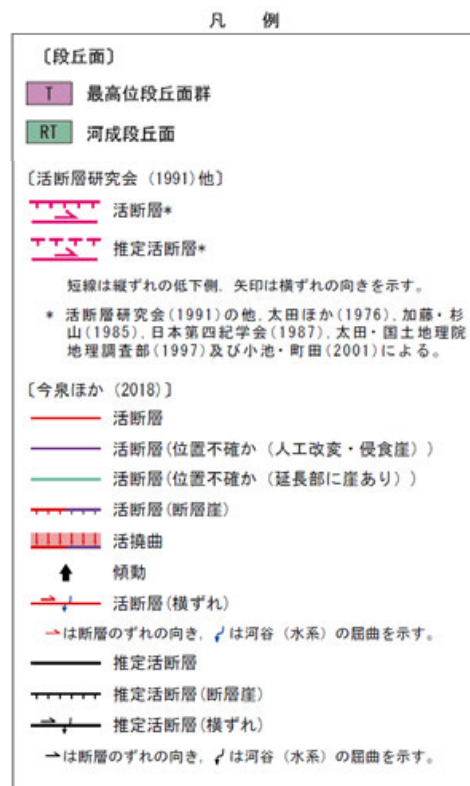 凡 例
〔段丘面〕
T 最高位段丘面群
RT 河成段丘面
〔活断層研究会 (1991)他〕
活断層*
推定活断層*
短線は縦ずれの低下側，矢印は横ずれの向きを示す。
* 活断層研究会(1991)の他，太田ほか(1976)，加藤・杉
山(1985)，日本第四紀学会(1987)，太田・国土地理院
地理調査部(1997)及び小池・町田(2001)による。
〔今泉ほか (2018)〕
活断層
活断層(位置不確か (人工改変・侵食崖))
活断層(位置不確か (延長部に崖あり))
活断層(断層崖)
活撓曲
傾動
活断層(横ずれ)
は断層のずれの向き，は河谷 (水系) の屈曲を示す。
推定活断層
推定活断層(断層崖)
推定活断層(横ずれ)
は断層のずれの向き，は河谷 (水系) の屈曲を示す。